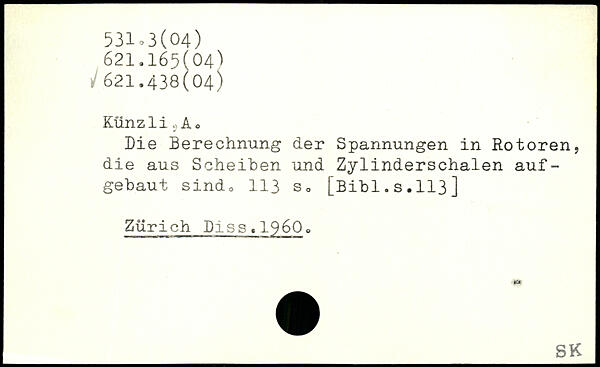 531.3(04)
621.165(04)
✓ 621.438(04)
Künzli,A.
Die Berechnung der Spannungen in Rotoren,
die aus Scheiben und Zylinderschalen auf-
gebaut sind. 113 s. [Bibl.s.113]
Zürich Diss.1960.
SK